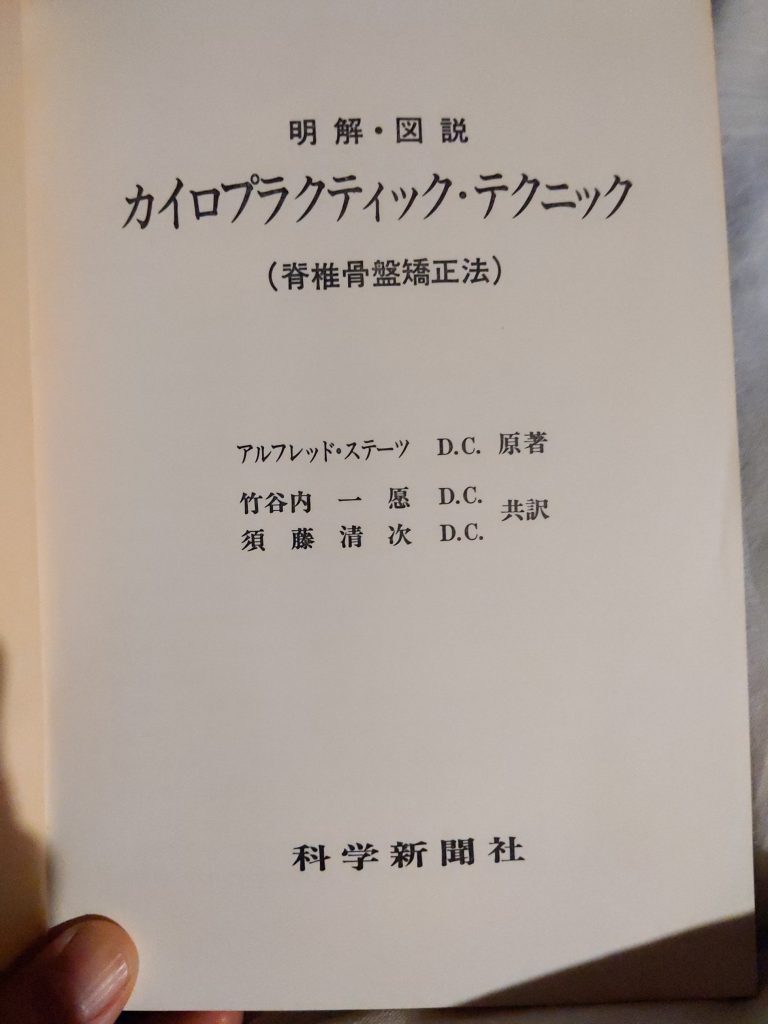 明解・図説
カイロプラクティック・テクニック
(脊椎骨盤矯正法)
アルフレッド・ステーツ D.C. 原著
竹谷内一愿 D.C.
須藤清次 D.C.
共訳
科学新聞社